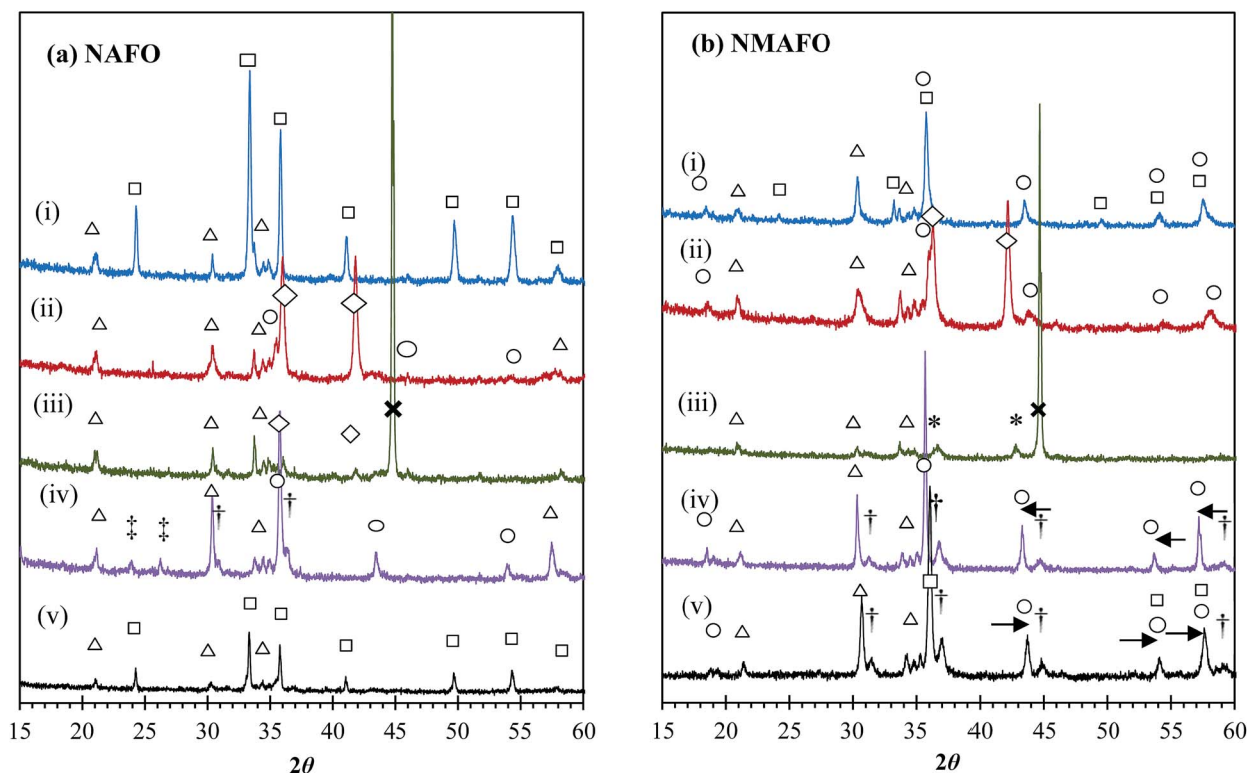 (a) NAFO
(i)
(ii)
(iii)
(iv)
(v)
‡ ‡ † †
15 20 25 30 35 40 45 50 55 60
2θ
(b) NMAFO
(i)
(ii)
(iii)
* *
(iv)
† ‡ † †
(v)
† † † †
15 20 25 30 35 40 45 50 55 60
2θ